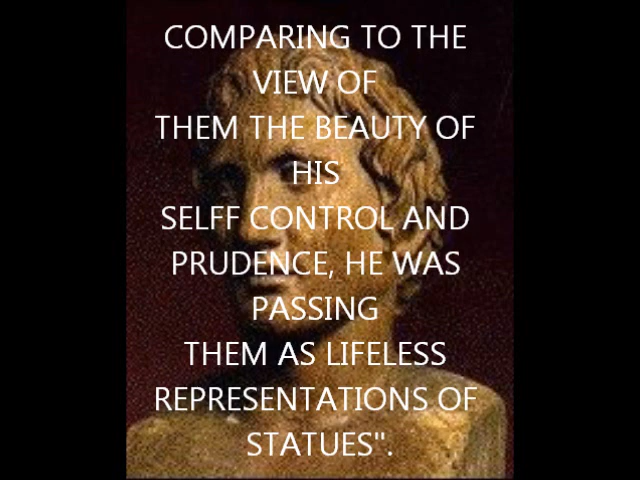 COMPARING TO THE
VIEW OF
THEM THE BEAUTY OF
HIS
SELFF CONTROL AND
PRUDENCE, HE WAS
PASSING
THEM AS LIFELESS
REPRESENTATIONS OF
STATUES".